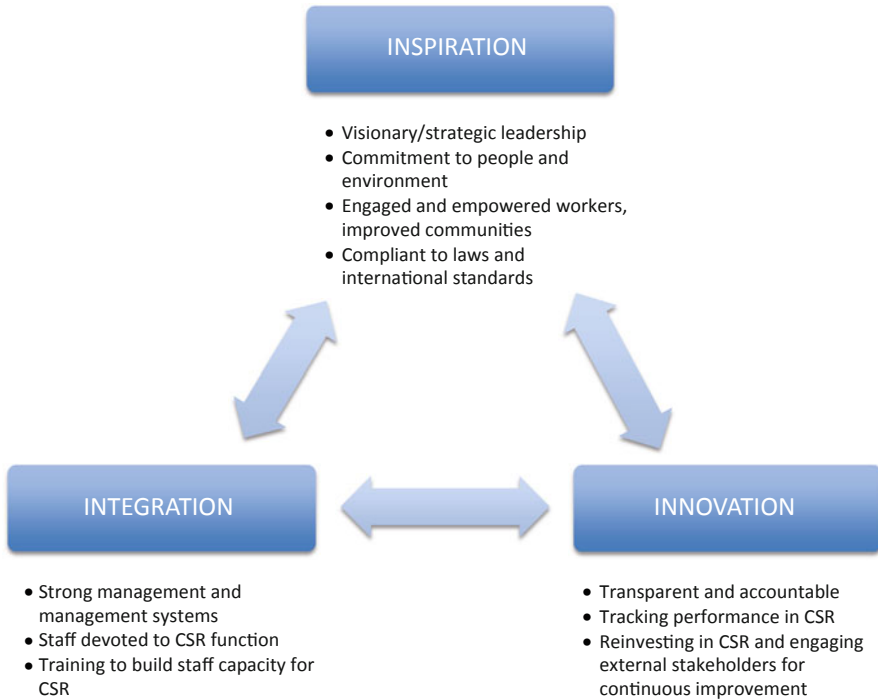 INSPIRATION
• Visionary/strategic leadership
• Commitment to people and
environment
• Engaged and empowered workers,
improved communities
• Compliant to laws and
international standards
INTEGRATION
• Strong management and
management systems
• Staff devoted to CSR function
• Training to build staff capacity for
CSR
INNOVATION
• Transparent and accountable
• Tracking performance in CSR
• Reinvesting in CSR and engaging
external stakeholders for
continuous improvement